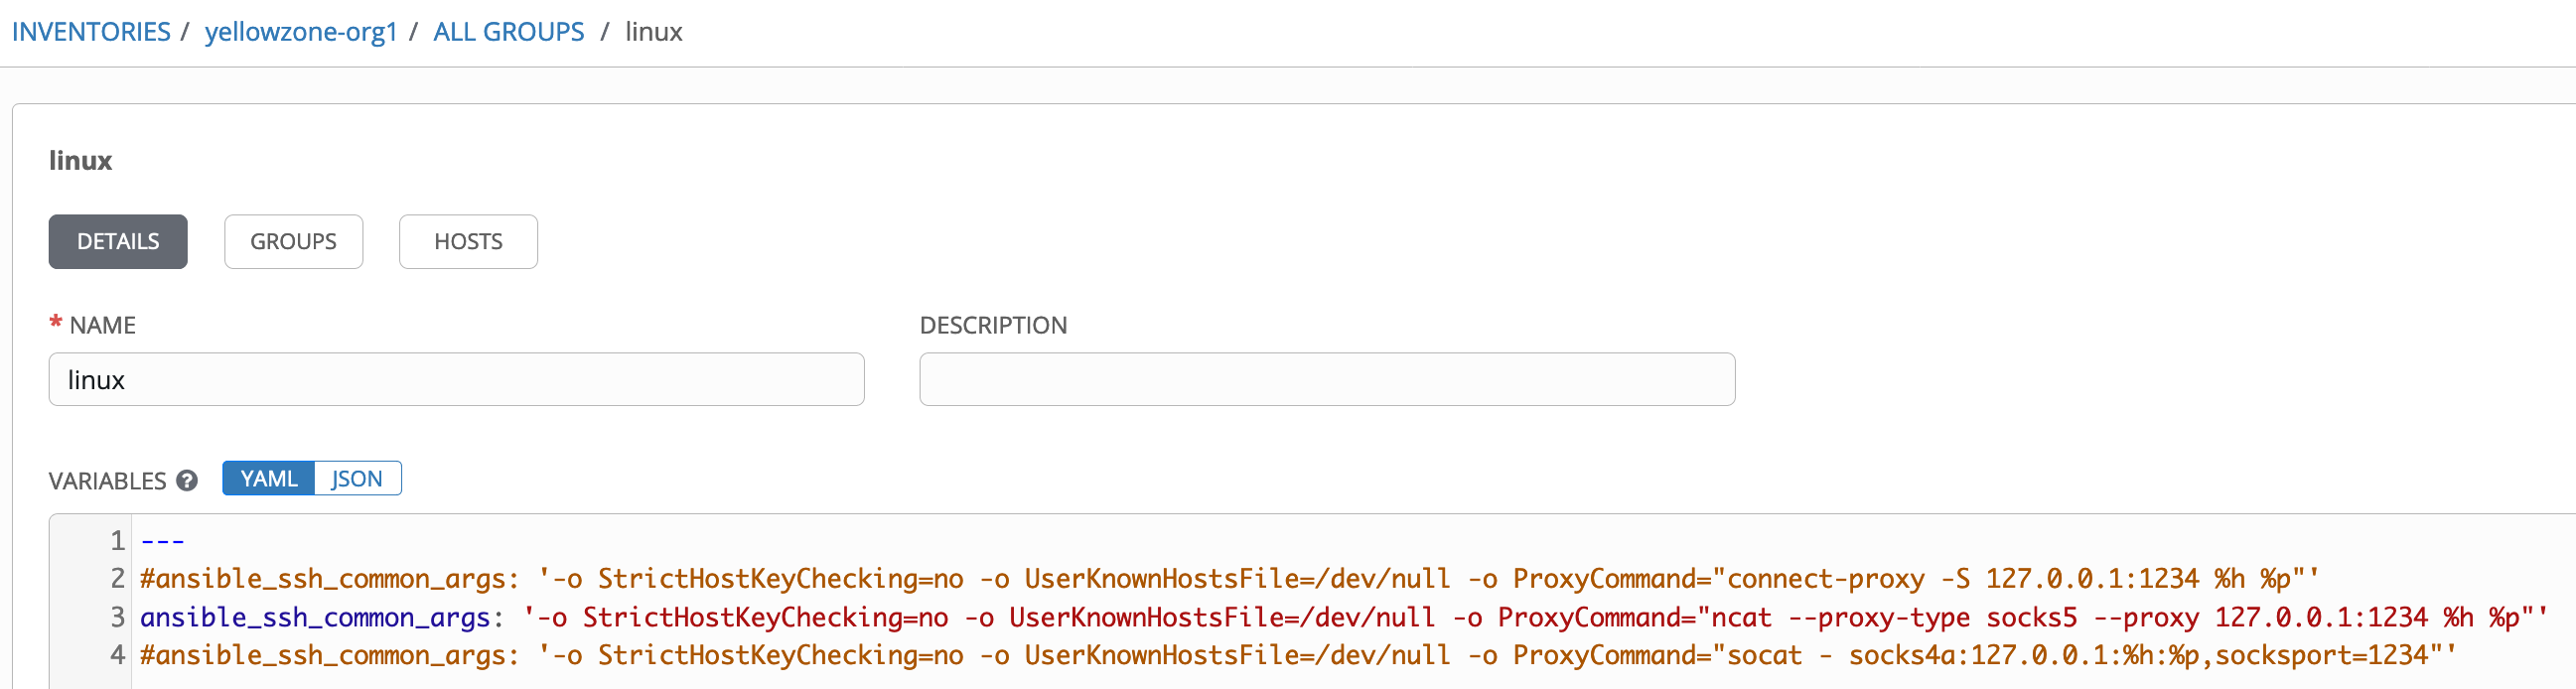 INVENTORIES / yellowzone-org1 / ALL GROUPS / linux
linux
DETAILS GROUPS HOSTS
* NAME DESCRIPTION
linux
VARIABLES ? YAML JSON
1 ---
2 #ansible_ssh_common_args: '-o StrictHostKeyChecking=no -o UserKnownHostsFile=/dev/null -o ProxyCommand="connect-proxy -S 127.0.0.1:1234 %h %p"'
3 ansible_ssh_common_args: '-o StrictHostKeyChecking=no -o UserKnownHostsFile=/dev/null -o ProxyCommand="ncat --proxy-type socks5 --proxy 127.0.0.1:1234 %h %p"'
4 #ansible_ssh_common_args: '-o StrictHostKeyChecking=no -o UserKnownHostsFile=/dev/null -o ProxyCommand="socat - socks4a:127.0.0.1:%h:%p,socksport=1234"'